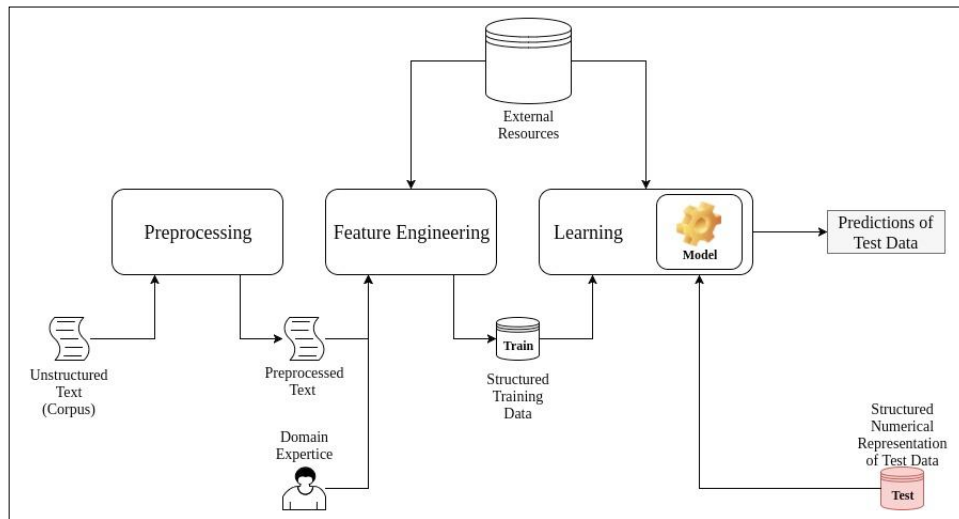 External
Resources
Preprocessing
Feature Engineering
Learning
Model
Predictions of
Test Data
Unstructured
Text
(Corpus)
Preprocessed
Text
Train
Structured
Training
Data
Domain
Expertice
Structured
Numerical
Representation
of Test Data
Test